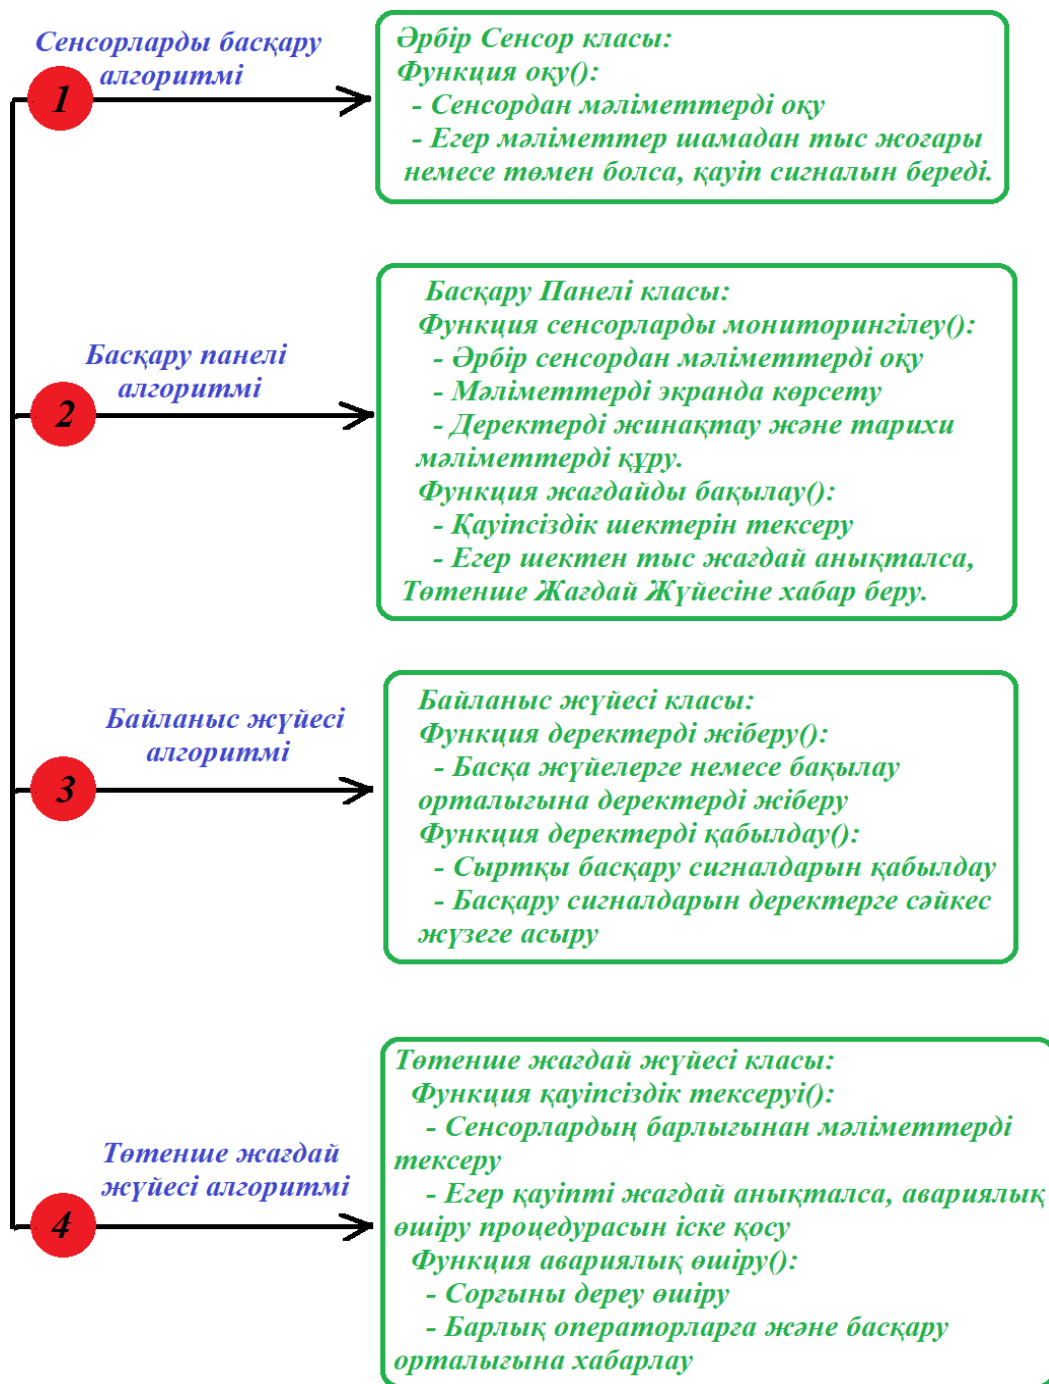 Сенсорларды басқару
алгоритмі
1
Әрбір Сенсор класы:
Функция оқу():
- Сенсордан мәліметтерді оқу
- Егер мәліметтер шамадан тыс жоғары
немесе төмен болса, қауіп сигналын береді.
Басқару панелі
алгоритмі
2
Басқару Панелі класы:
Функция сенсорларды мониторингілеу():
- Әрбір сенсордан мәліметтерді оқу
- Мәліметтерді экранда көрсету
- Деректерді жинақтау және тарихи
мәліметтерді құру.
Функция жағдайды бақылау():
- Қауіпсіздік шектерін тексеру
- Егер шектен тыс жағдай анықталса,
Төтенше Жағдай Жүйесіне хабар беру.
Байланыс жүйесі
алгоритмі
3
Байланыс жүйесі класы:
Функция деректерді жіберу():
- Басқа жүйелерге немесе бақылау
орталығына деректерді жіберу
Функция деректерді қабылдау():
- Сыртқы басқару сигналдарын қабылдау
- Басқару сигналдарын деректерге сәйкес
жүзеге асыру
Төтенше жағдай
жүйесі алгоритмі
4
Төтенше жағдай жүйесі класы:
Функция қауіпсіздік тексеруі():
- Сенсорлардың барлығынан мәліметтерді
тексеру
- Егер қауіпті жағдай анықталса, авариялық
өшіру процедурасын іске қосу
Функция авариялық өшіру():
- Сорғыны дереу өшіру
- Барлық операторларға және басқару
орталығына хабарлау